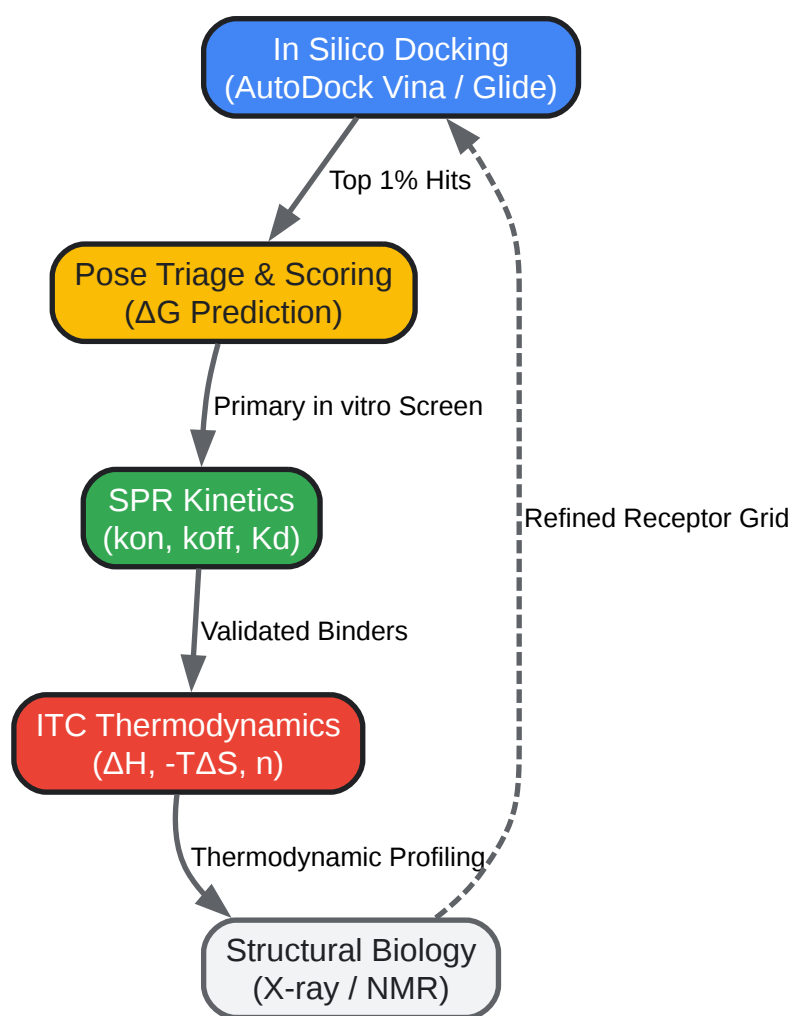 In Silico Docking
(AutoDock Vina / Glide)
Top 1% Hits
Pose Triage & Scoring
(ΔG Prediction)
Primary in vitro Screen
SPR Kinetics
(kon, koff, Kd)
Refined Receptor Grid
Validated Binders
ITC Thermodynamics
(ΔH, -TΔS, n)
Thermodynamic Profiling
Structural Biology
(X-ray / NMR)